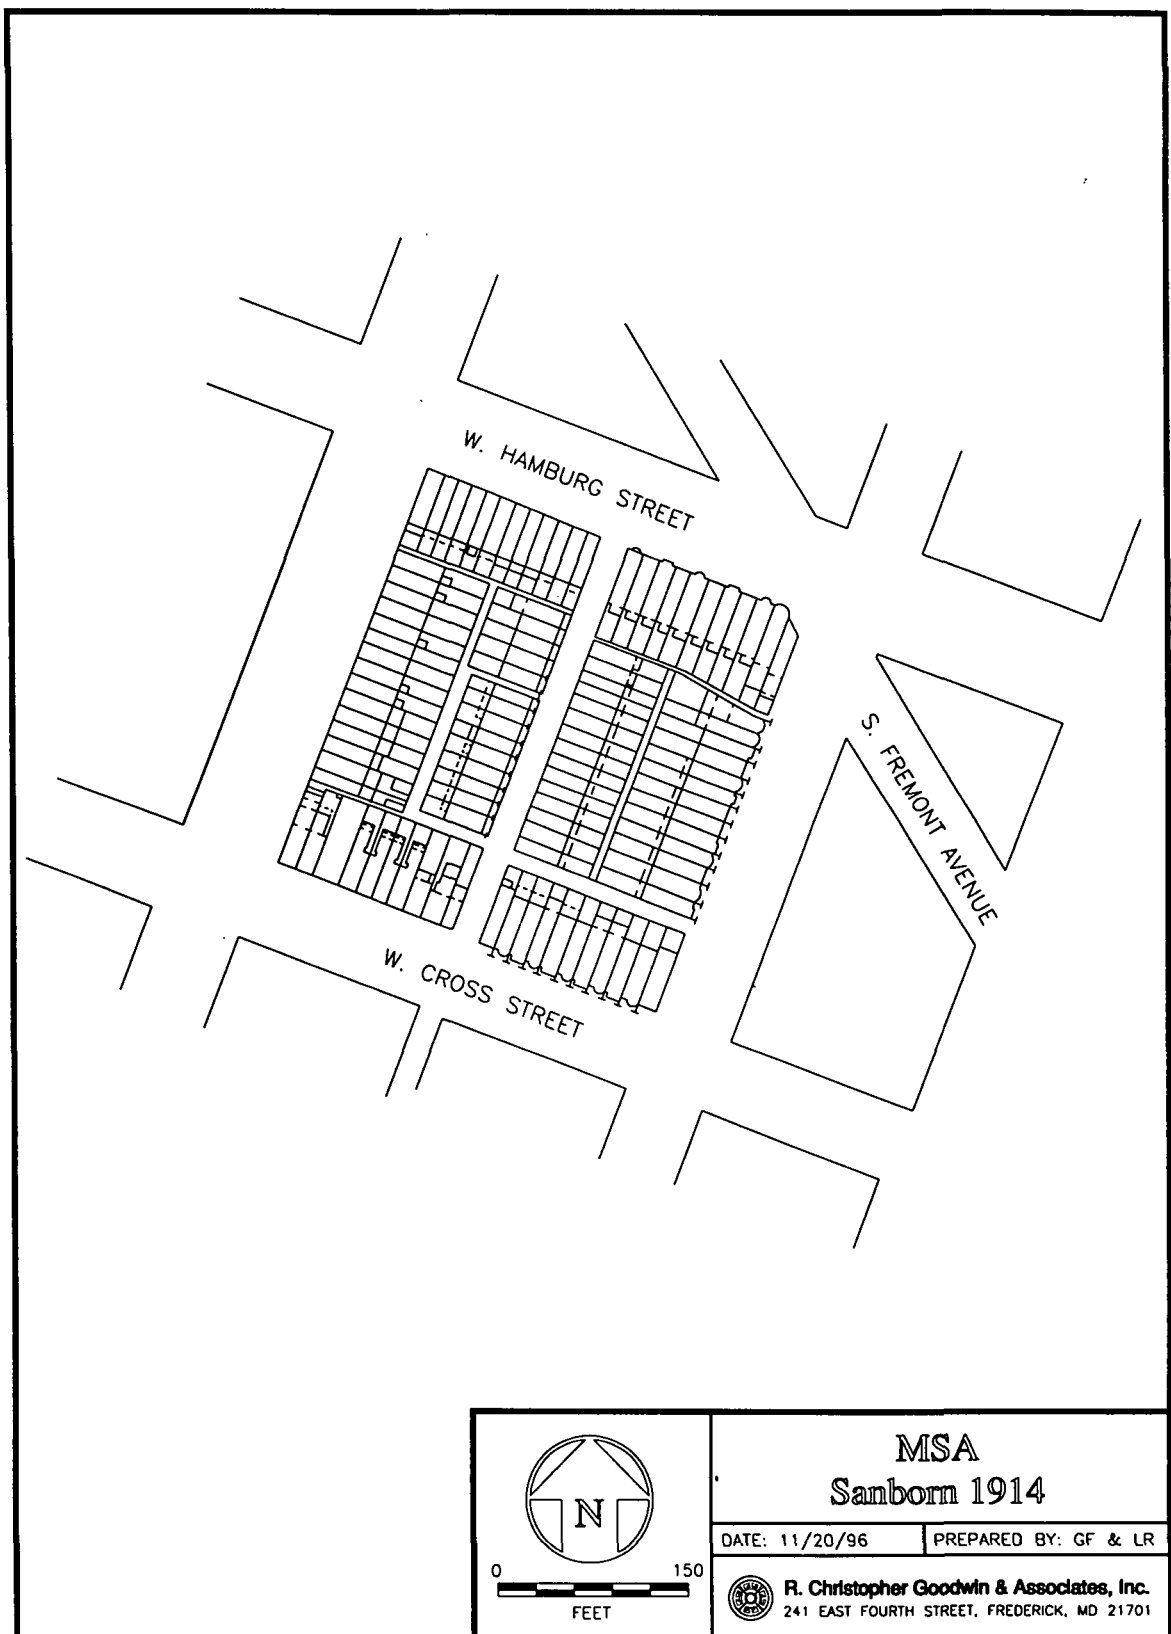 W. HAMBURG STREET
S. FREMONT AVENUE
W. CROSS STREET
N
0 150
FEET
MSA
Sanborn 1914
DATE: 11/20/96 PREPARED BY: GF & LR
R. Christopher Goodwin & Associates, Inc.
241 EAST FOURTH STREET, FREDERICK, MD 21701